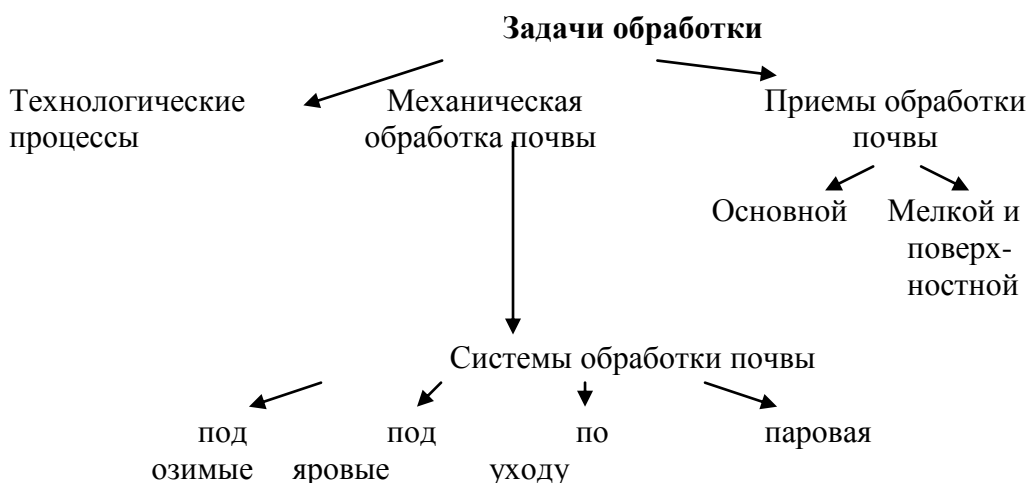 Задачи обработки
Технологические Механическая Приемы обработки
процессы обработка почвы почвы
Основной Мелкой и
поверх-
ностной
Системы обработки почвы
под под по паровая
озимые яровые уходу